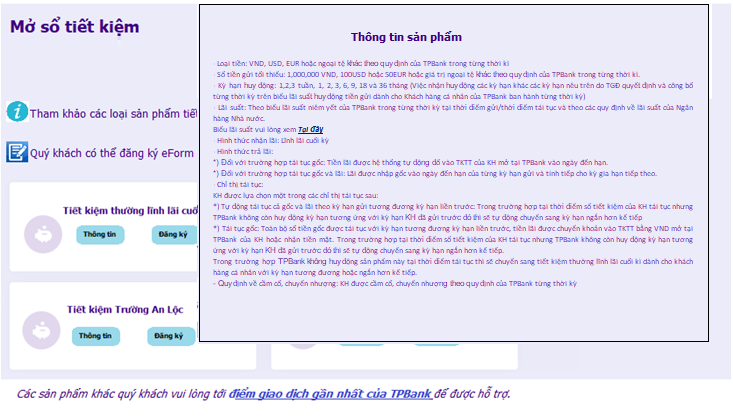 Mở sổ tiết kiệm
Tham khảo các loại sản phẩm tiết
Quý khách có thể đăng ký eForm
Tiết kiệm thường lĩnh lãi cuố
Thông tin
Đăng ký
Tiết kiệm Trường An Lộc
Thông tin
Đăng ký
Thông tin sản phẩm
- Loại tiền: VND, USD, EUR hoặc ngoại tệ khác theo quy định của TPBank trong từng thời kì
- Số tiền gửi tối thiểu: 1,000,000 VND, 100USD hoặc 50EUR hoặc giá trị ngoại tệ khác theo quy định của TPBank trong từng thời kì.
- Kỳ hạn huy động: 1,2,3 tuần, 1, 2, 3, 6, 9, 18 và 36 tháng (Việc nhận huy động các kỳ hạn khác các kỳ hạn nêu trên do TGĐ quyết định và công bố
từng thời kỳ trên biểu lãi suất huy động tiền gửi dành cho Khách hàng cá nhân của TPBank ban hành từng thời kỳ)
- Lãi suất: Theo biểu lãi suất niêm yết của TPBank trong từng thời kỳ tại thời điểm gửi/thời điểm tái tục và theo các quy định về lãi suất của Ngân
hàng Nhà nước.
Biểu lãi suất vui lòng xem Tại đây
- Hình thức nhận lãi: Lĩnh lãi cuối kỳ
- Hình thức trả lãi:
*) Đối với trường hợp tái tục gốc: Tiền lãi được hệ thống tự động đổ vào TKTT của KH mở tại TPBank vào ngày đến hạn.
*) Đối với trường hợp tái tục gốc và lãi: Lãi được nhập gốc vào ngày đến hạn của từng kỳ hạn gửi và tính tiếp cho kỳ gia hạn tiếp theo.
- Chỉ thị tái tục:
KH được lựa chọn một trong các chỉ thị tái tục sau:
*) Tự động tái tục cả gốc và lãi theo kỳ hạn gửi tương đương kỳ hạn liền trước: Trong trường hợp tại thời điểm sổ tiết kiệm của KH tái tục nhưng
TPBank không còn huy động kỳ hạn tương ứng với kỳ hạn KH đã gửi trước đó thì sẽ tự động chuyển sang kỳ hạn ngắn hơn kế tiếp
*) Tái tục gốc: Toàn bộ số tiền gốc được tái tục với kỳ hạn tương đương kỳ hạn liền trước, tiền lãi được chuyển khoản vào TKTT bằng VND mở tại
TPBank của KH hoặc nhận tiền mặt. Trong trường hợp tại thời điểm sổ tiết kiệm của KH tái tục nhưng TPBank không còn huy động kỳ hạn tương
ứng với kỳ hạn KH đã gửi trước đó thì sẽ tự động chuyển sang kỳ hạn ngắn hơn kế tiếp.
Trong trường hợp TPBank không huy động sản phẩm này tại thời điểm tái tục thì sẽ chuyển sang tiết kiệm thường lĩnh lãi cuối kì dành cho khách
hàng cá nhân với kỳ hạn tương đương hoặc ngắn hơn kế tiếp.
- Quy định về cầm cố, chuyển nhượng: KH được cầm cố, chuyển nhượng theo quy định của TPBank từng thời kỳ
Các sản phẩm khác quý khách vui lòng tới điểm giao dịch gần nhất của TPBank để được hỗ trợ.